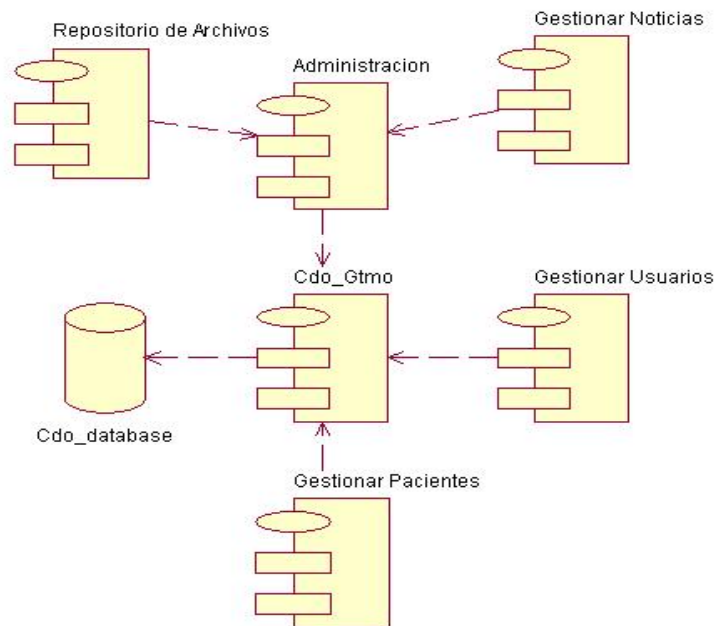 Gestionar Noticias
Repositorio de Archivos
Administracion
Cdo_Gtmo
Gestionar Usuarios
Cdo_database
Gestionar Pacientes